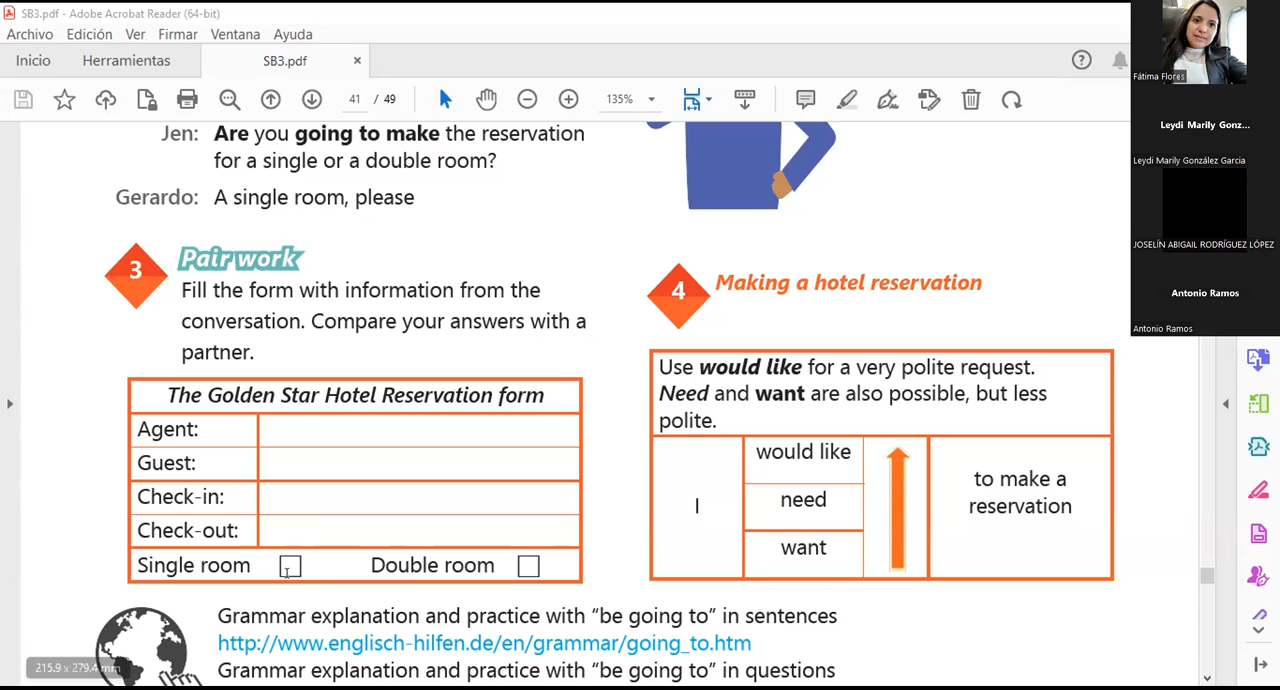 SB3.pdf - Adobe Acrobat Reader (64-bit)
Archivo Edición Ver Firmar Ventana Ayuda
Inicio Herramientas SB3.pdf ×
41 / 49 135%
Jen: Are you going to make the reservation
for a single or a double room?
Gerardo: A single room, please
3 Pair work
Fill the form with information from the
conversation. Compare your answers with a
partner.
The Golden Star Hotel Reservation form
Agent:
Guest:
Check-in:
Check-out:
Single room Double room
4 Making a hotel reservation
Use would like for a very polite request.
Need and want are also possible, but less
polite.
I
would like
need
want
to make a
reservation
Grammar explanation and practice with “be going to” in sentences
http://www.englisch-hilfen.de/en/grammar/going_to.htm
Grammar explanation and practice with “be going to” in questions
215.9 x 279.4 mm
Fátima Flores
Leydi Marily Gonz...
Leydi Marily González Garcia
JOSELÍN ABIGAIL RODRÍGUEZ LÓPEZ
Antonio Ramos
Antonio Ramos